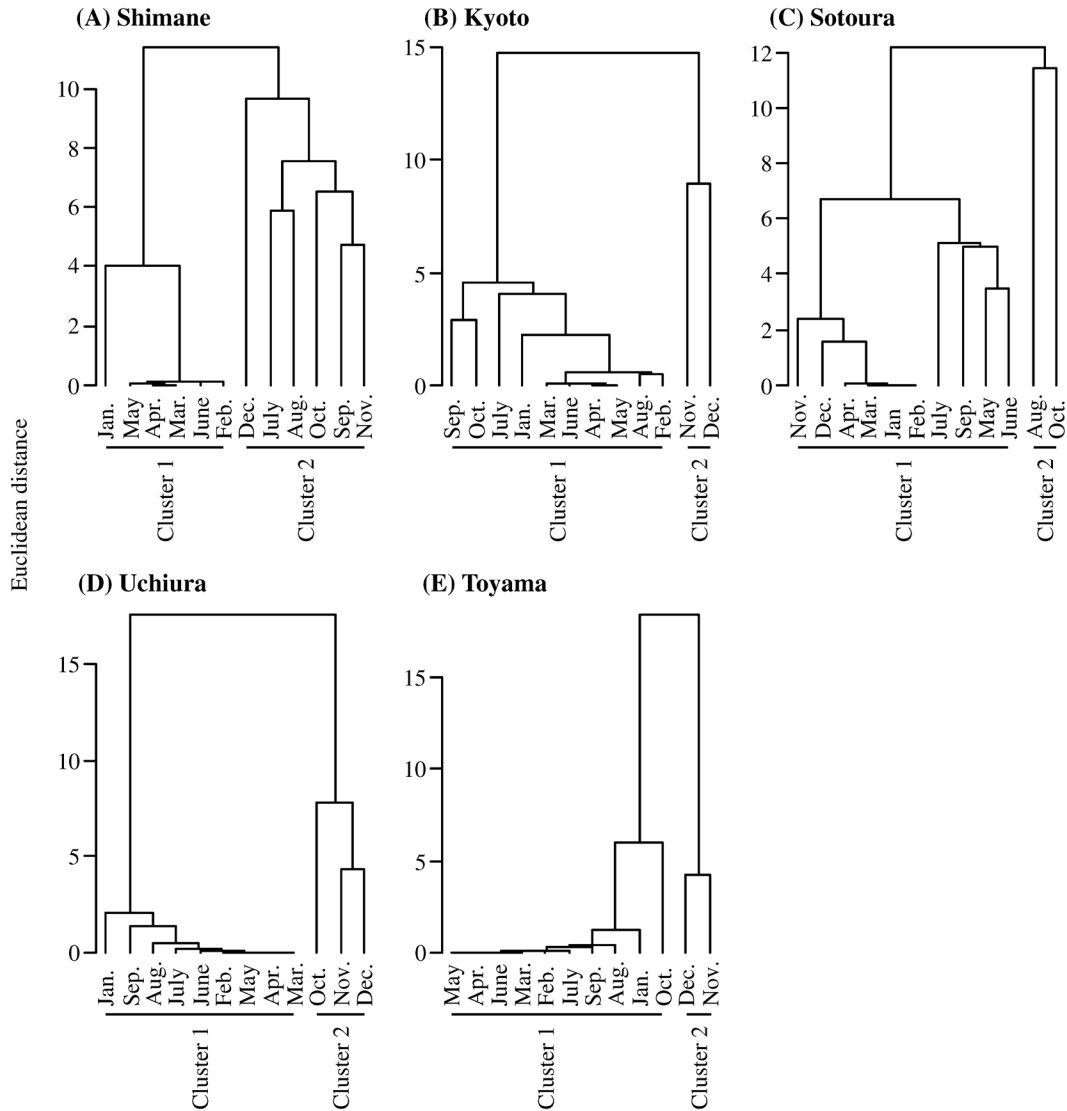 Euclidean distance
(A) Shimane
10
8
6
4
2
0
Jan.
May
Apr.
Mar.
June
Feb.
Dec.
July
Aug.
Oct.
Sep.
Nov.
Cluster 1
Cluster 2
(B) Kyoto
15
10
5
0
Sep.
Oct.
July
Jan.
Mar.
June
Apr.
May
Aug.
Feb.
Nov.
Dec.
Cluster 1
Cluster 2
(C) Sotoura
12
10
8
6
4
2
0
Nov.
Dec.
Apr.
Mar.
Jan
Feb.
July
Sep.
May
June
Aug.
Oct.
Cluster 1
Cluster 2
(D) Uchiura
15
10
5
0
Jan.
Sep.
Aug.
July
June
Feb.
May
Apr.
Mar.
Oct.
Nov.
Dec.
Cluster 1
Cluster 2
(E) Toyama
15
10
5
0
May
Apr.
June
Mar.
Feb.
July
Sep.
Aug.
Jan.
Oct.
Dec.
Nov.
Cluster 1
Cluster 2